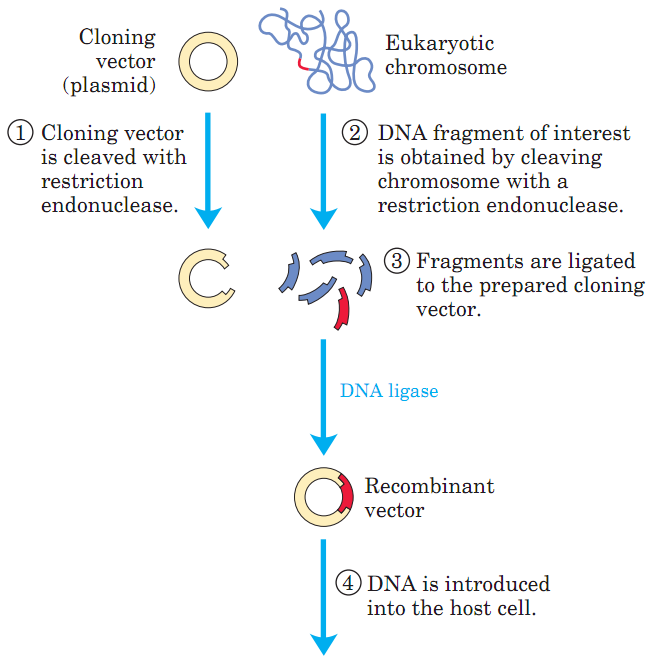 Cloning
vector
(plasmid)
Eukaryotic
chromosome
1 Cloning vector
is cleaved with
restriction
endonuclease.
2 DNA fragment of interest
is obtained by cleaving
chromosome with a
restriction endonuclease.
3 Fragments are ligated
to the prepared cloning
vector.
DNA ligase
Recombinant
vector
4 DNA is introduced
into the host cell.